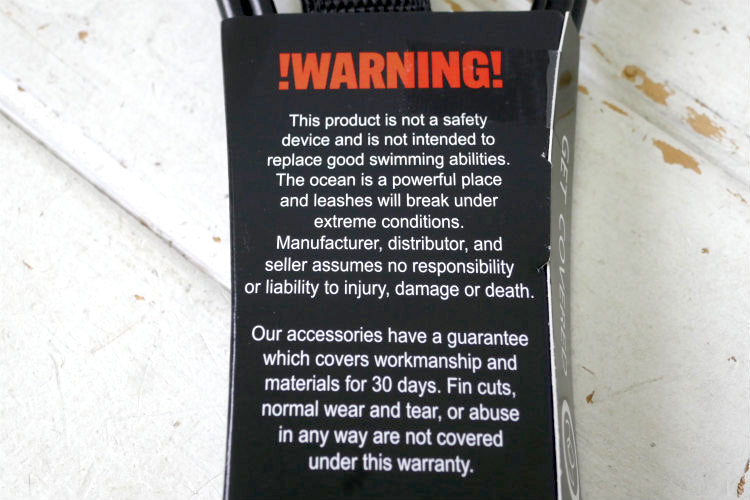 !WARNING!
This product is not a safety
device and is not intended to
replace good swimming abilities.
The ocean is a powerful place
and leashes will break under
extreme conditions.
Manufacturer, distributor, and
seller assumes no responsibility
or liability to injury, damage or death.
Our accessories have a guarantee
which covers workmanship and
materials for 30 days. Fin cuts,
normal wear and tear, or abuse
in any way are not covered
under this warranty.
GET COVERED